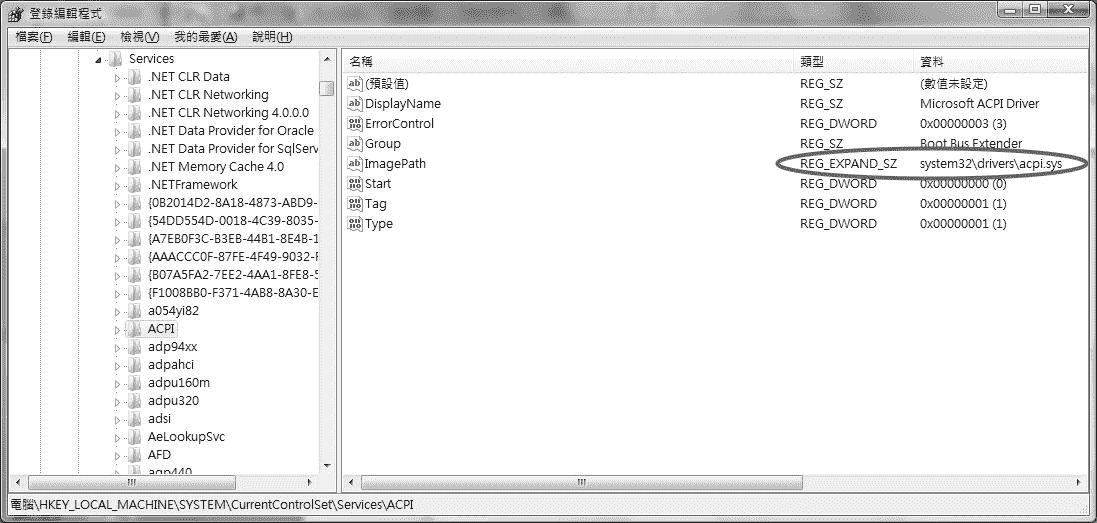 登錄編輯程式
檔案(F) 編輯(E) 檢視(V) 我的最愛(A) 說明(H)
Services
.NET CLR Data
.NET CLR Networking
.NET CLR Networking 4.0.0.0
.NET Data Provider for Oracle
.NET Data Provider for SqlServ
.NET Memory Cache 4.0
.NETFramework
{0B2014D2-8A18-4873-ABD9-
{54DD554D-0018-4C39-8035-
{A7EB0F3C-B3EB-44B1-8E4B-1
{AAACCC0F-87FE-4F49-9032-F
{B07A5FA2-7EE2-4AA1-8FE8-5
{F1008BB0-F371-4AB8-8A30-E
a054yi82
ACPI
adp94xx
adpahci
adpu160m
adpu320
adsi
AeLookupSvc
AFD
agp440
名稱 類型 資料
(預設值) REG_SZ (數值未設定)
DisplayName REG_SZ Microsoft ACPI Driver
ErrorControl REG_DWORD 0x00000003 (3)
Group REG_SZ Boot Bus Extender
ImagePath REG_EXPAND_SZ system32\drivers\acpi.sys
Start REG_DWORD 0x00000000 (0)
Tag REG_DWORD 0x00000001 (1)
Type REG_DWORD 0x00000001 (1)
電腦\HKEY_LOCAL_MACHINE\SYSTEM\CurrentControlSet\Services\ACPI